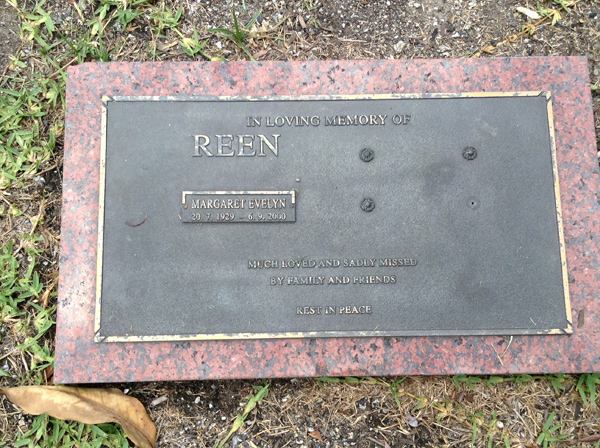 IN LOVING MEMORY OF
REEN
MARGARET EVELYN
20. 7. 1929 – 6. 9. 2000
MUCH LOVED AND SADLY MISSED
BY FAMILY AND FRIENDS
REST IN PEACE